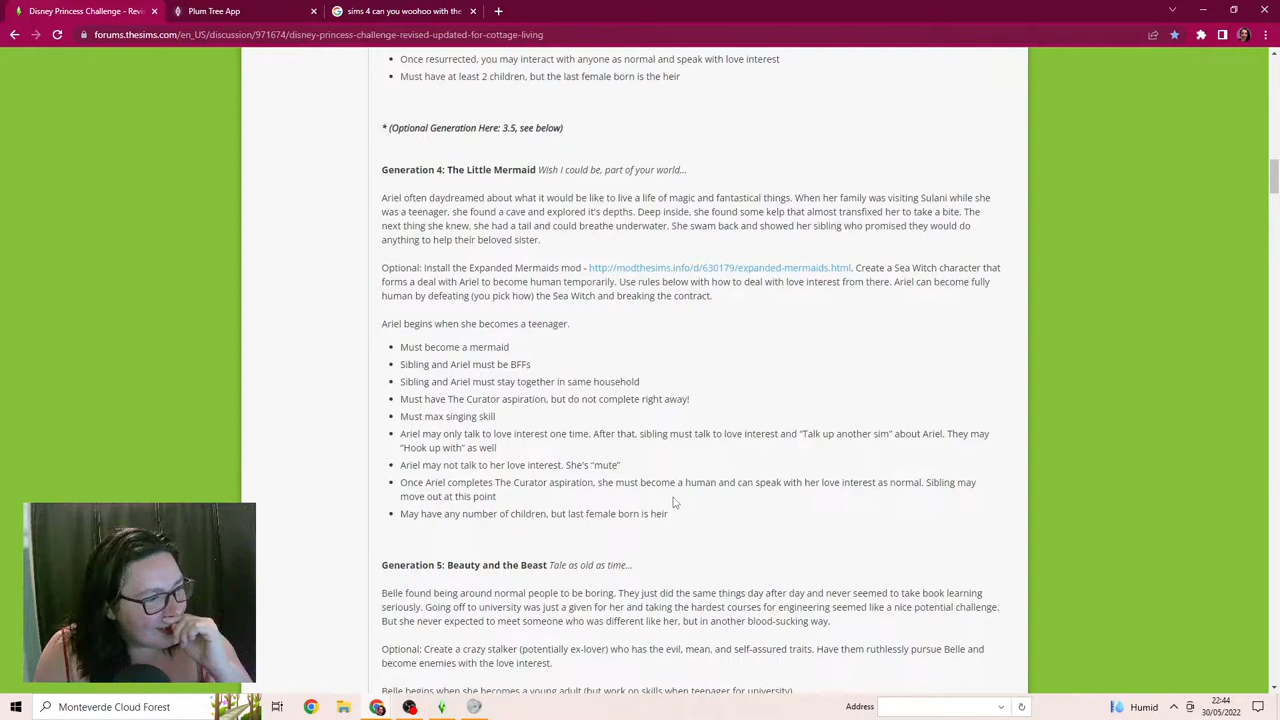 Disney Princess Challenge - Revis
Plum Tree App
sims 4 can you woohoo with the
forums.thesims.com/en_US/discussion/971674/disney-princess-challenge-revised-updated-for-cottage-living
• Once resurrected, you may interact with anyone as normal and speak with love interest
• Must have at least 2 children, but the last female born is the heir
* (Optional Generation Here: 3.5, see below)
Generation 4: The Little Mermaid Wish I could be, part of your world...
Ariel often daydreamed about what it would be like to live a life of magic and fantastical things. When her family was visiting Sulani while she
was a teenager, she found a cave and explored it's depths. Deep inside, she found some kelp that almost transfixed her to take a bite. The
next thing she knew, she had a tail and could breathe underwater. She swam back and showed her sibling who promised they would do
anything to help their beloved sister.
Optional: Install the Expanded Mermaids mod - http://modthesims.info/d/630179/expanded-mermaids.html. Create a Sea Witch character that
forms a deal with Ariel to become human temporarily. Use rules below with how to deal with love interest from there. Ariel can become fully
human by defeating (you pick how) the Sea Witch and breaking the contract.
Ariel begins when she becomes a teenager.
• Must become a mermaid
• Sibling and Ariel must be BFFs
• Sibling and Ariel must stay together in same household
• Must have The Curator aspiration, but do not complete right away!
• Must max singing skill
• Ariel may only talk to love interest one time. After that, sibling must talk to love interest and “Talk up another sim” about Ariel. They may
“Hook up with” as well
• Ariel may not talk to her love interest. She's “mute”
• Once Ariel completes The Curator aspiration, she must become a human and can speak with her love interest as normal. Sibling may
move out at this point
• May have any number of children, but last female born is heir
Generation 5: Beauty and the Beast Tale as old as time...
Belle found being around normal people to be boring. They just did the same things day after day and never seemed to take book learning
seriously. Going off to university was just a given for her and taking the hardest courses for engineering seemed like a nice potential challenge.
But she never expected to meet someone who was different like her, but in another blood-sucking way.
Optional: Create a crazy stalker (potentially ex-lover) who has the evil, mean, and self-assured traits. Have them ruthlessly pursue Belle and
become enemies with the love interest.
Belle begins when she becomes a young adult (but work on skills when teenager for university)
Monteverde Cloud Forest
Address
Humid
22:44
30/05/2022